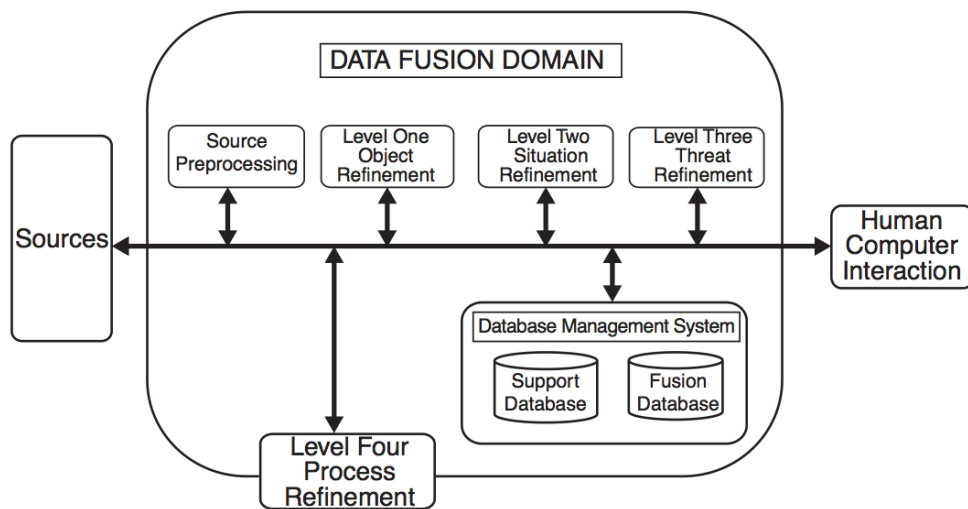 DATA FUSION DOMAIN
Source
Preprocessing
Level One
Object
Refinement
Level Two
Situation
Refinement
Level Three
Threat
Refinement
Sources
Human
Computer
Interaction
Database Management System
Support
Database
Fusion
Database
Level Four
Process
Refinement